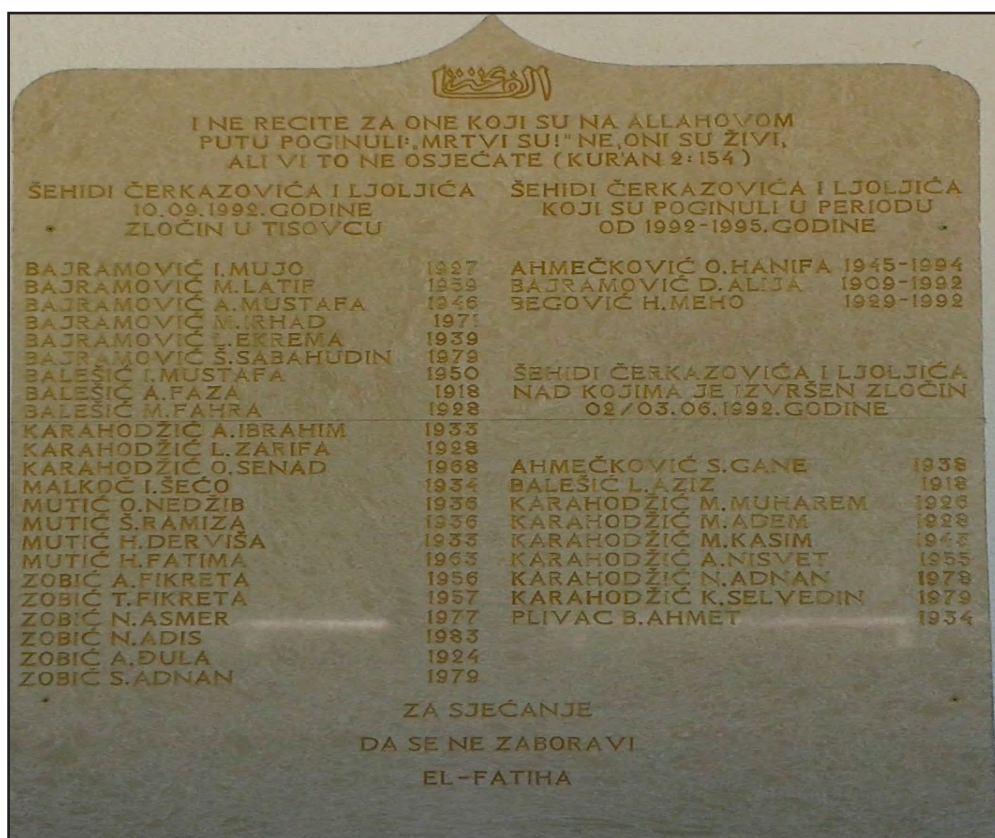 الفاتحة
I NE RECITE ZA ONE KOJI SU NA ALLAHOVOM
PUTU POGINULI:„MRTVI SU!" NE,ONI SU ŽIVI,
ALI VI TO NE OSJEĆATE (KUR'AN 2:154)
ŠEHIDI ČERKAZOVIĆA I LJOLJIĆA
10.09.1992.GODINE
ZLOČIN U TISOVCU
BAJRAMOVIĆ I.MUJO 1927
BAJRAMOVIĆ M.LATIF 1959
BAJRAMOVIĆ A.MUSTAFA 1946
BAJRAMOVIĆ M.IRHAD 1971
BAJRAMOVIĆ EKREMA 1939
BAJRAMOVIĆ Š.SABAHUDIN 1979
BALEŠIĆ I.MUSTAFA 1950
BALEŠIĆ A.FAZA 1918
BALEŠIĆ M.FAHRA 1928
KARAHODŽIĆ A.IBRAHIM 1933
KARAHODŽIĆ L.ZARIFA 1928
KARAHODŽIĆ O.SENAD 1968
MALKOČ I.ŠEĆO 1934
MUTIĆ O.NEDŽIB 1936
MUTIĆ Š.RAMIZA 1936
MUTIĆ H.DERVIŠA 1933
MUTIĆ H.FATIMA 1963
ZOBIĆ A.FIKRETA 1956
ZOBIĆ T.FIKRETA 1957
ZOBIĆ N.ASMER 1977
ZOBIĆ N.ADIS 1983
ZOBIĆ A.ĐULA 1924
ZOBIĆ S.ADNAN 1979
ŠEHIDI ČERKAZOVIĆA I LJOLJIĆA
KOJI SU POGINULI U PERIODU
OD 1992-1995.GODINE
AHMEČKOVIĆ O.HANIFA 1945-1994
BAJRAMOVIĆ D.ALIJA 1909-1992
BEGOVIĆ H.MEHO 1929-1992
ŠEHIDI ČERKAZOVIĆA I LJOLJIĆA
NAD KOJIMA JE IZVRŠEN ZLOČIN
02/03.06.1992.GODINE
AHMEČKOVIĆ S.GANE 1938
BALEŠIĆ L.AZIZ 1918
KARAHODŽIĆ M.MUHAREM 1926
KARAHODŽIĆ M.ADEM 1928
KARAHODŽIĆ M.KASIM
KARAHODŽIĆ A.NISVET 1955
KARAHODŽIĆ N.ADNAN 1978
KARAHODŽIĆ K.SELVEDIN 1979
PLIVAC B.AHMET 1934
ZA SJEĆANJE
DA SE NE ZABORAVI
EL-FATIHA